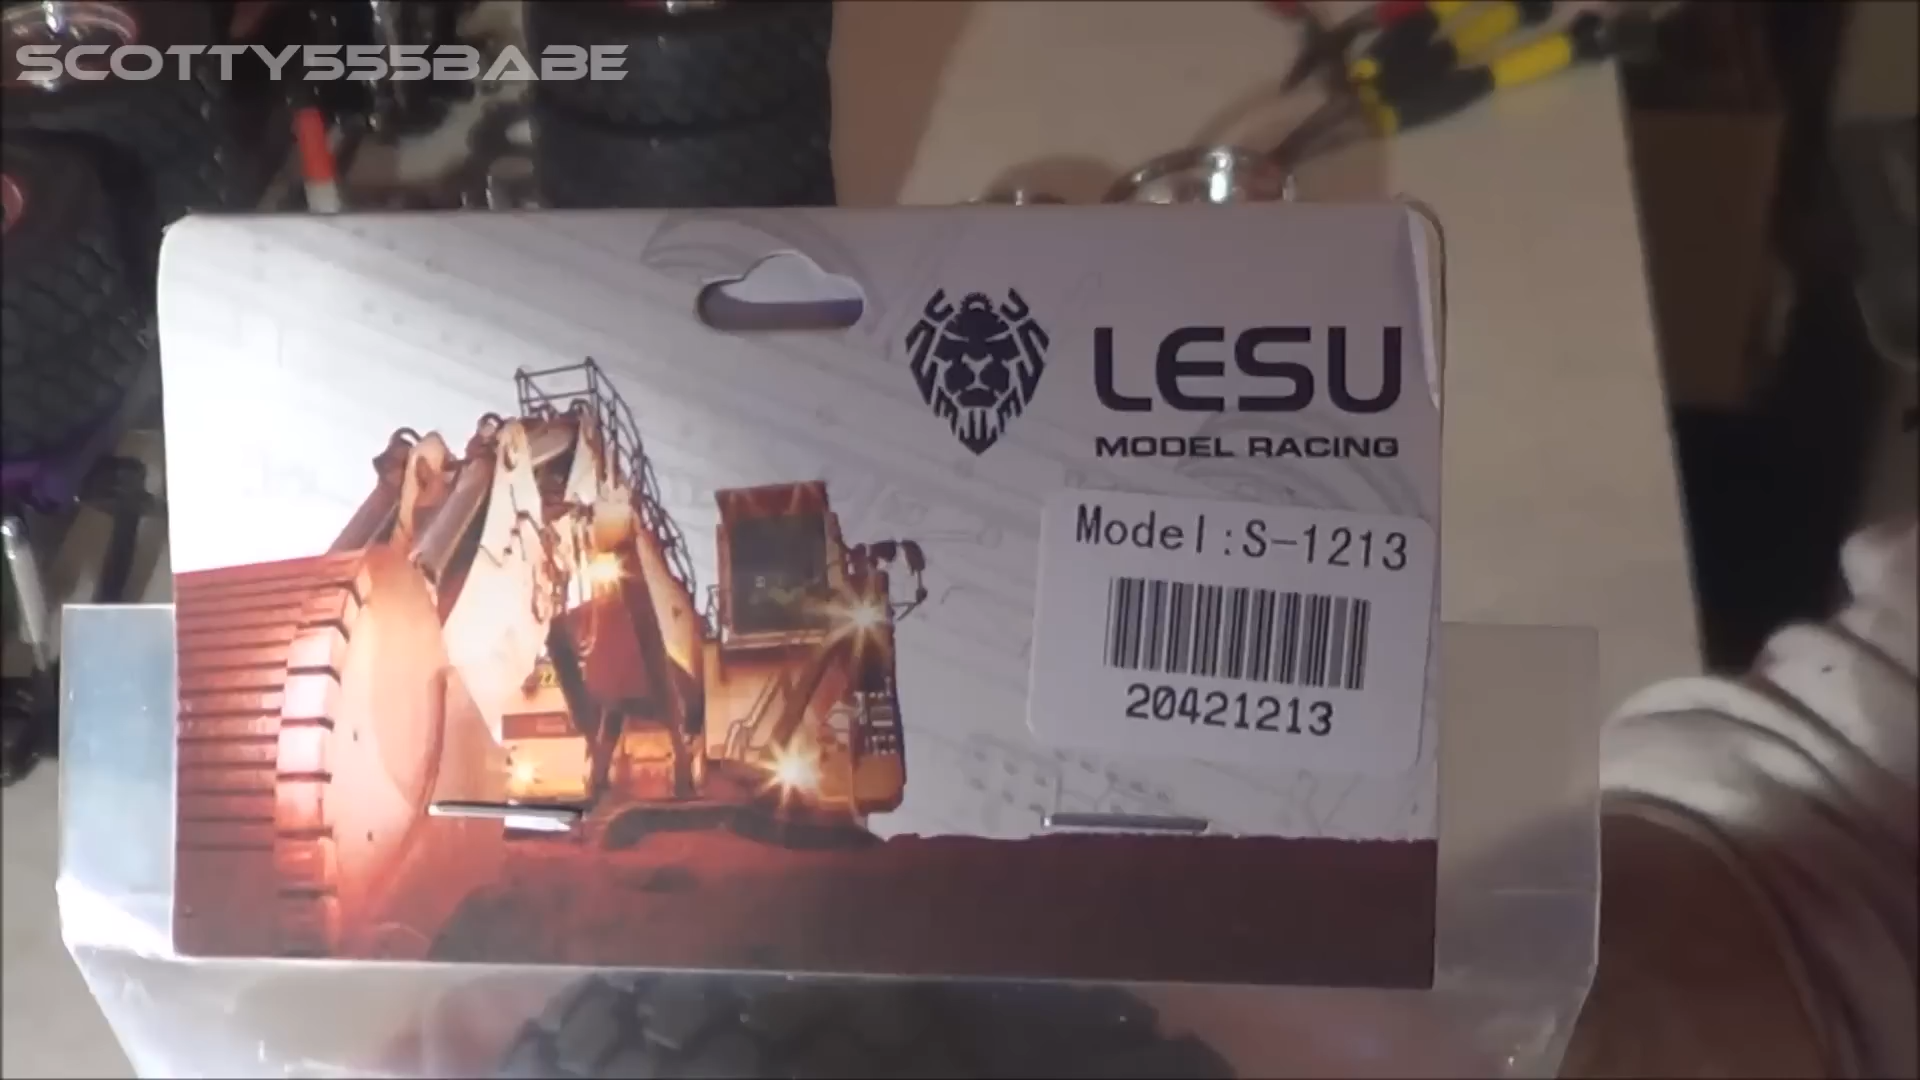 SCOTTY555BABE
LESU
MODEL RACING
Model:S-1213
20421213